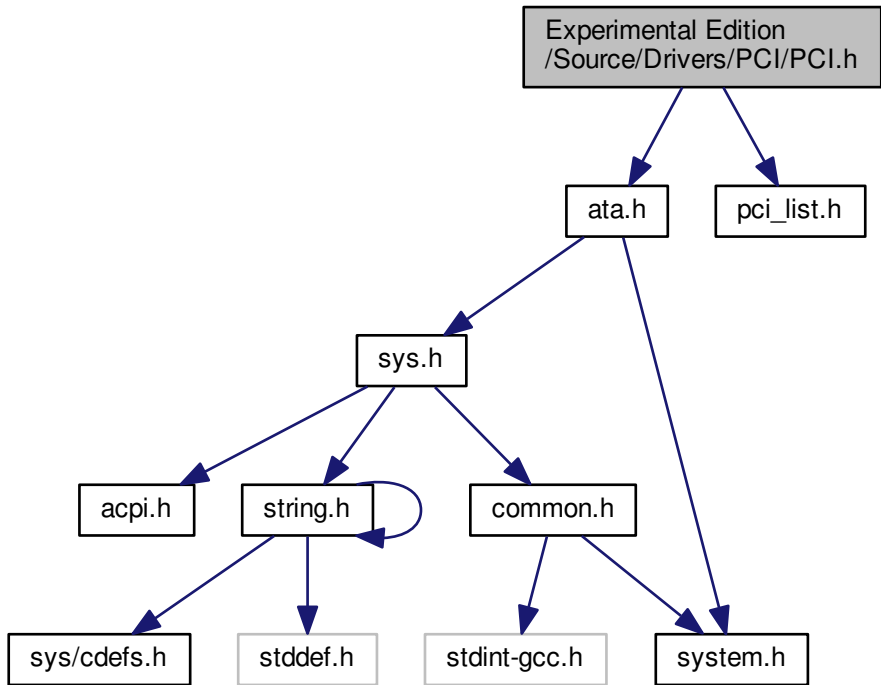 Experimental Edition
/Source/Drivers/PCI/PCI.h
ata.h
pci_list.h
sys.h
acpi.h
string.h
common.h
sys/cdefs.h
stddef.h
stdint-gcc.h
system.h